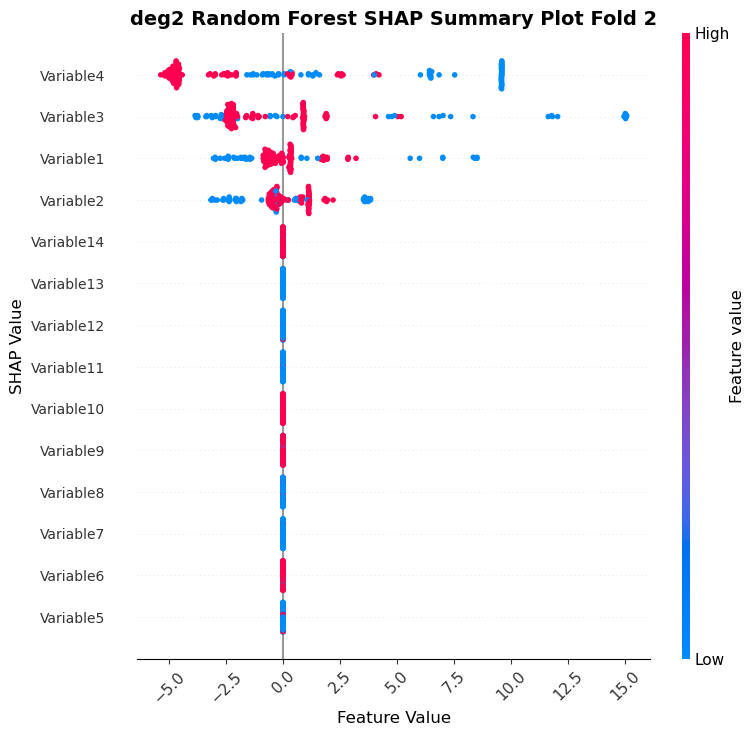 deg2 Random Forest SHAP Summary Plot Fold 2
High
Variable4
Variable3
Variable1
Variable2
Variable14
Variable13
Variable12
Variable11
Variable10
Variable9
Variable8
Variable7
Variable6
Variable5
SHAP Value
Feature value
Low
−5.0
−2.5
0.0
2.5
5.0
7.5
10.0
12.5
15.0
Feature Value